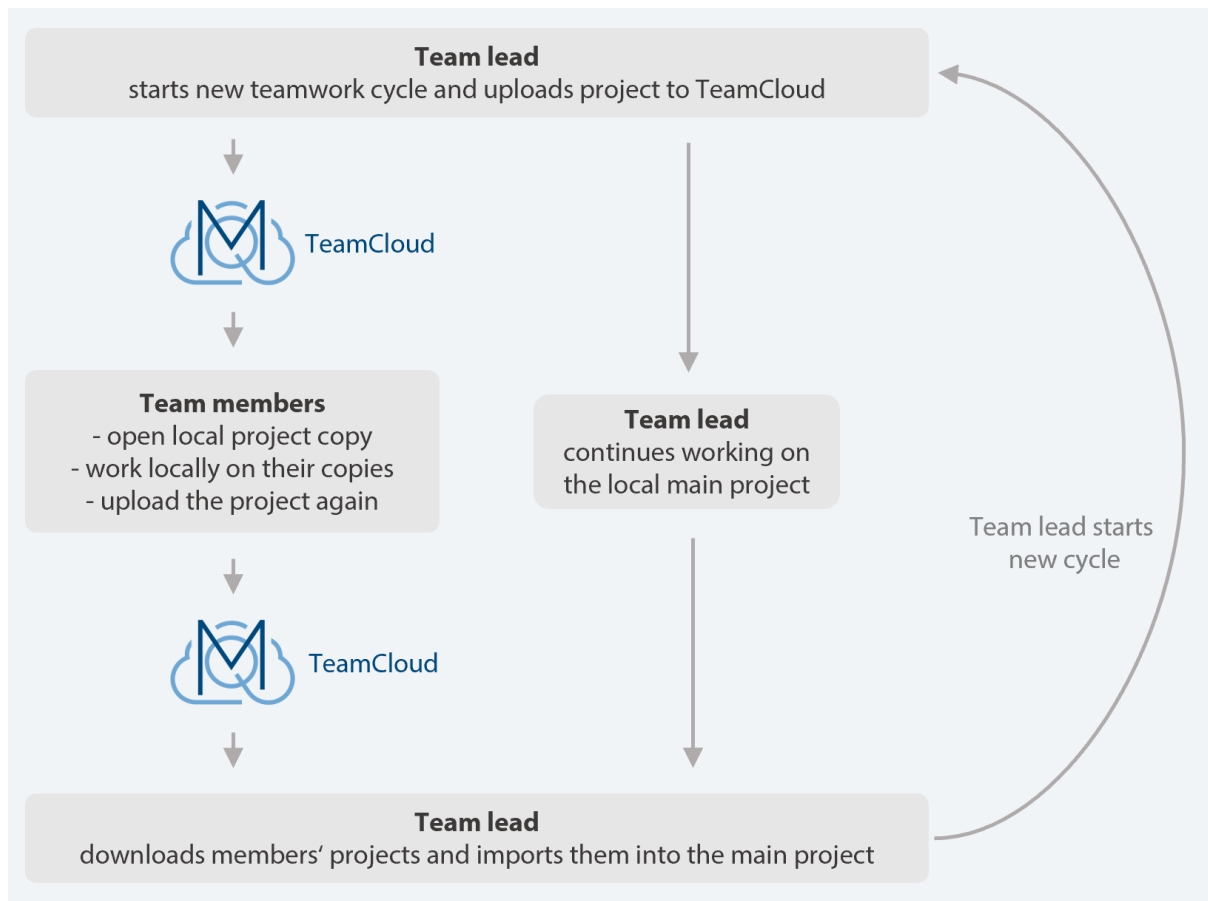 Team lead
starts new teamwork cycle and uploads project to TeamCloud
TeamCloud
Team members
- open local project copy
- work locally on their copies
- upload the project again
Team lead
continues working on
the local main project
Team lead starts
new cycle
TeamCloud
Team lead
downloads members‘ projects and imports them into the main project